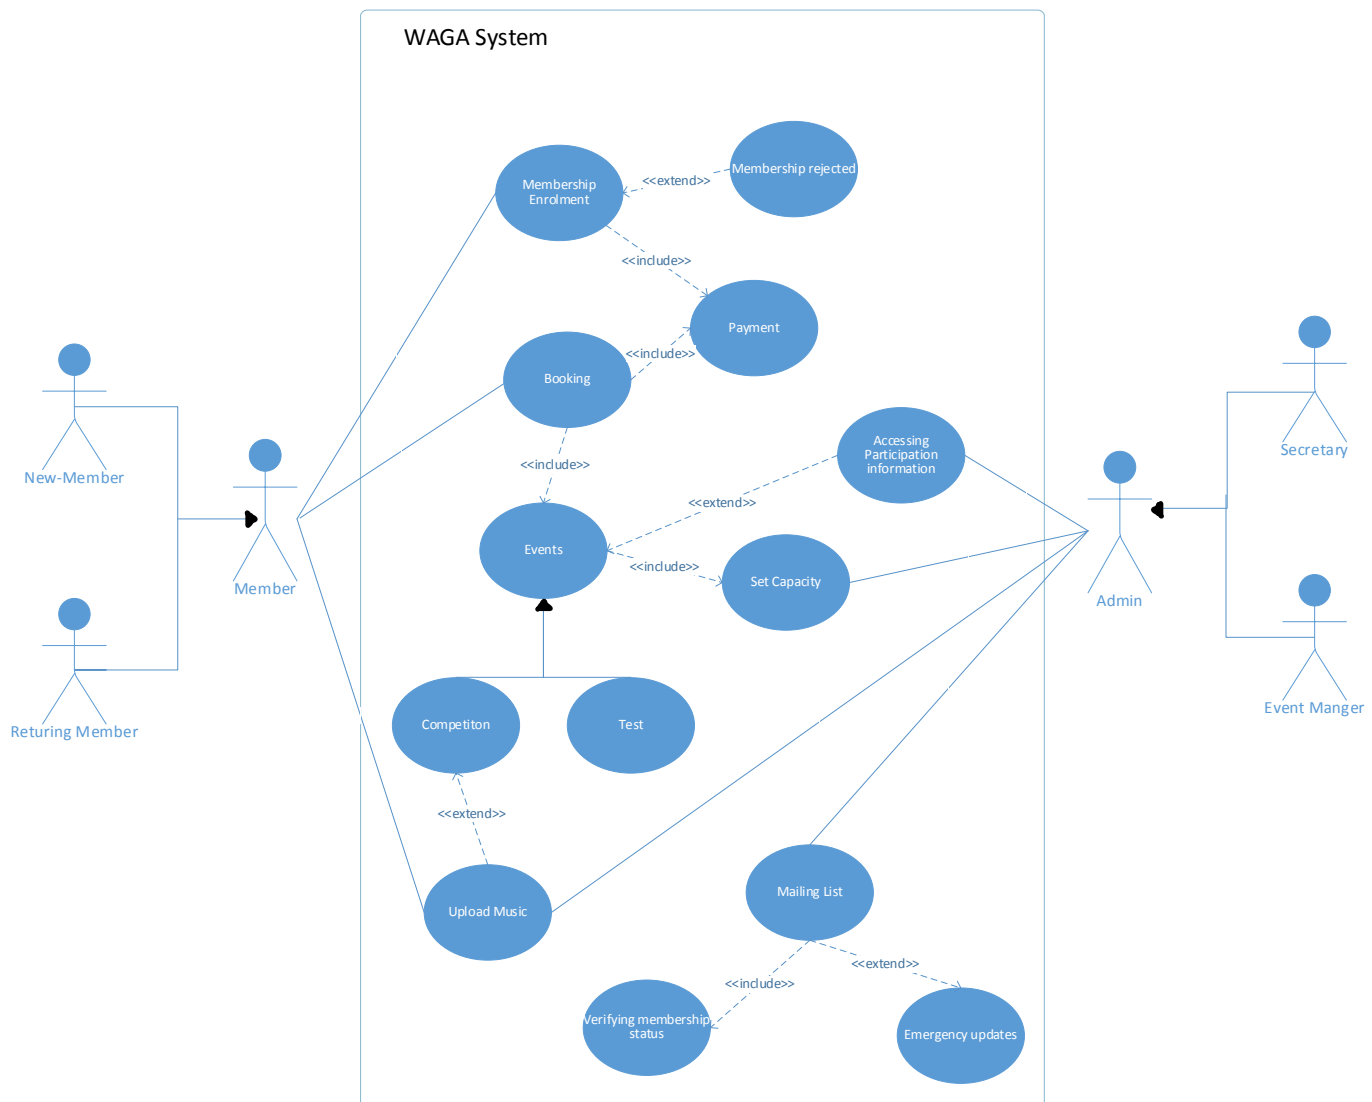 WAGA System
Membership rejected
<<extend>>
Membership
Enrolment
<<include>>
Payment
<<include>>
Booking
Accessing
Participation
information
Secretary
New-Member
<<include>>
<<extend>>
Events
<<include>>
Set Capacity
Member
Admin
Returing Member
Competiton
Test
Event Manger
<<extend>>
Mailing List
Upload Music
<<extend>>
<<include>>
Verifying membership
status
Emergency updates